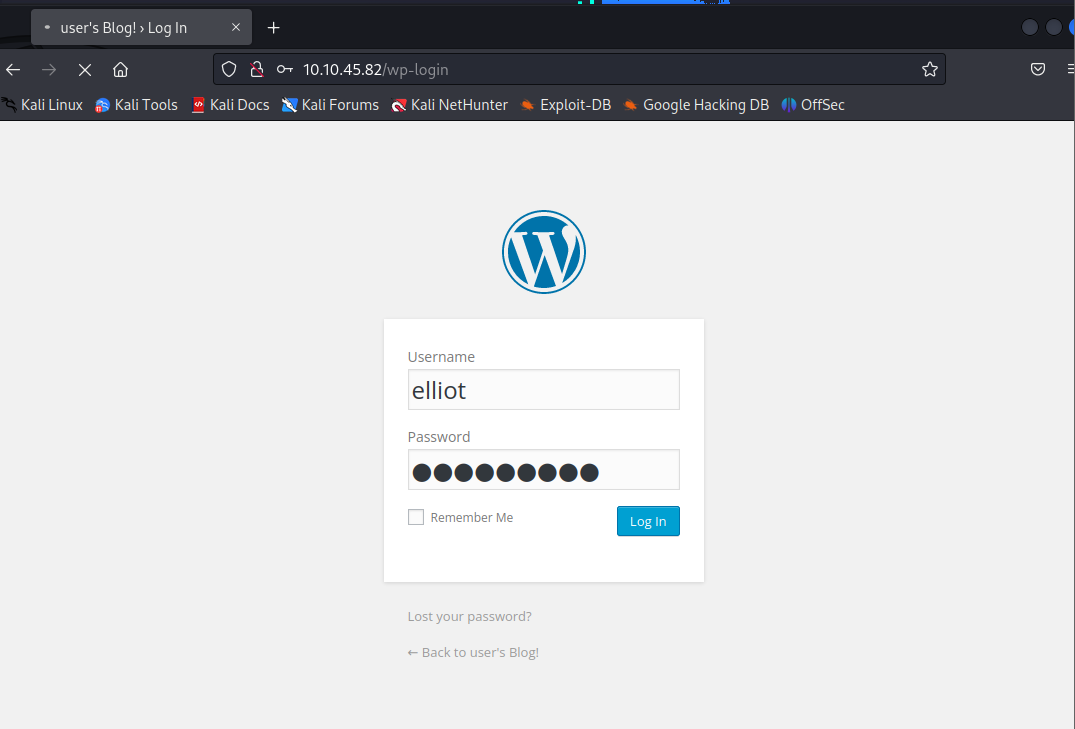 user's Blog! › Log In
10.10.45.82/wp-login
Kali Linux Kali Tools Kali Docs Kali Forums Kali NetHunter Exploit-DB Google Hacking DB OffSec
W
Username
elliot
Password
●●●●●●●●●
Remember Me
Log In
Lost your password?
← Back to user's Blog!